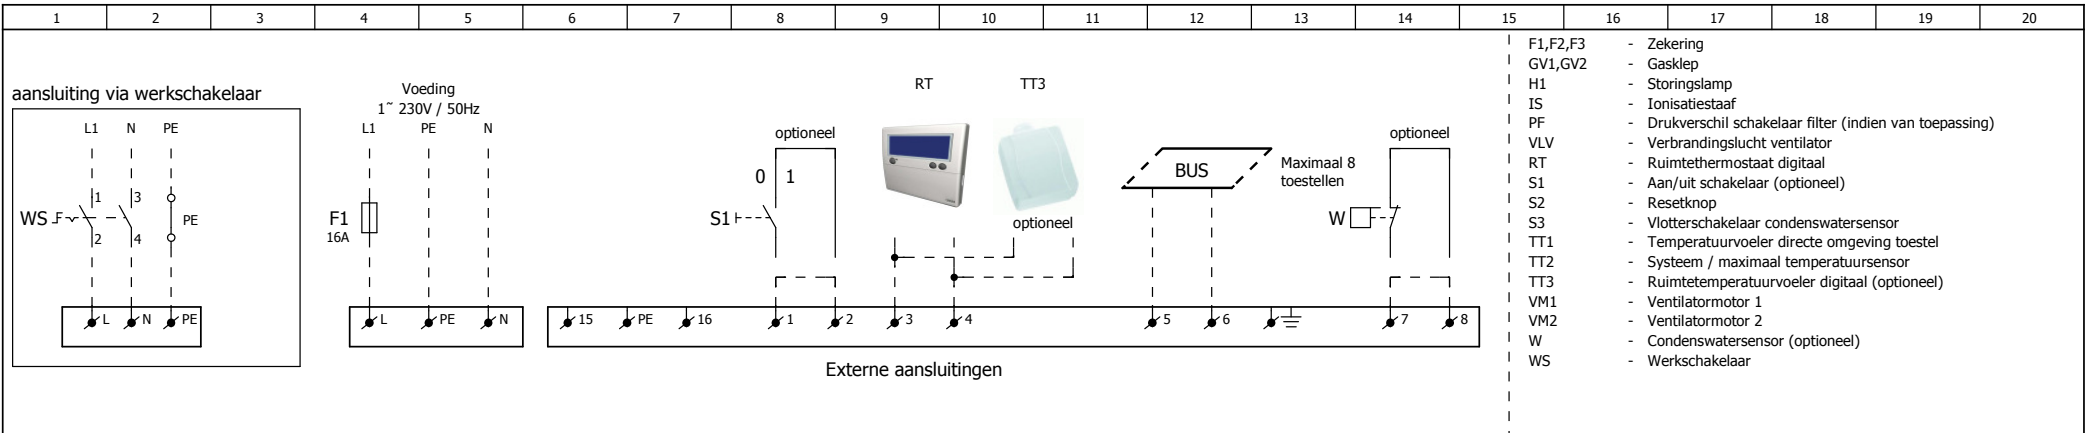 1 2 3 4 5 6 7 8 9 10 11 12 13 14 15 16 17 18 19 20
aansluiting via werkschakelaar
L1 N PE
1 3
WS PE
2 4
L N PE
Voeding
1~ 230V / 50Hz
L1 PE N
F1
16A
L PE N
optioneel
0 1
S1
RT TT3
optioneel
BUS
Maximaal 8
toestellen
optioneel
W
15 PE 16 1 2 3 4 5 6 7 8
Externe aansluitingen
F1,F2,F3 - Zekering
GV1,GV2 - Gasklep
H1 - Storingslamp
IS - Ionisatiestaaf
PF - Drukverschil schakelaar filter (indien van toepassing)
VLV - Verbrandingslucht ventilator
RT - Ruimtethermostaat digitaal
S1 - Aan/uit schakelaar (optioneel)
S2 - Resetknop
S3 - Vlotterschakelaar condenswatersensor
TT1 - Temperatuurvoeler directe omgeving toestel
TT2 - Systeem / maximaal temperatuursensor
TT3 - Ruimtetemperatuurvoeler digitaal (optioneel)
VM1 - Ventilatormotor 1
VM2 - Ventilatormotor 2
W - Condenswatersensor (optioneel)
WS - Werkschakelaar